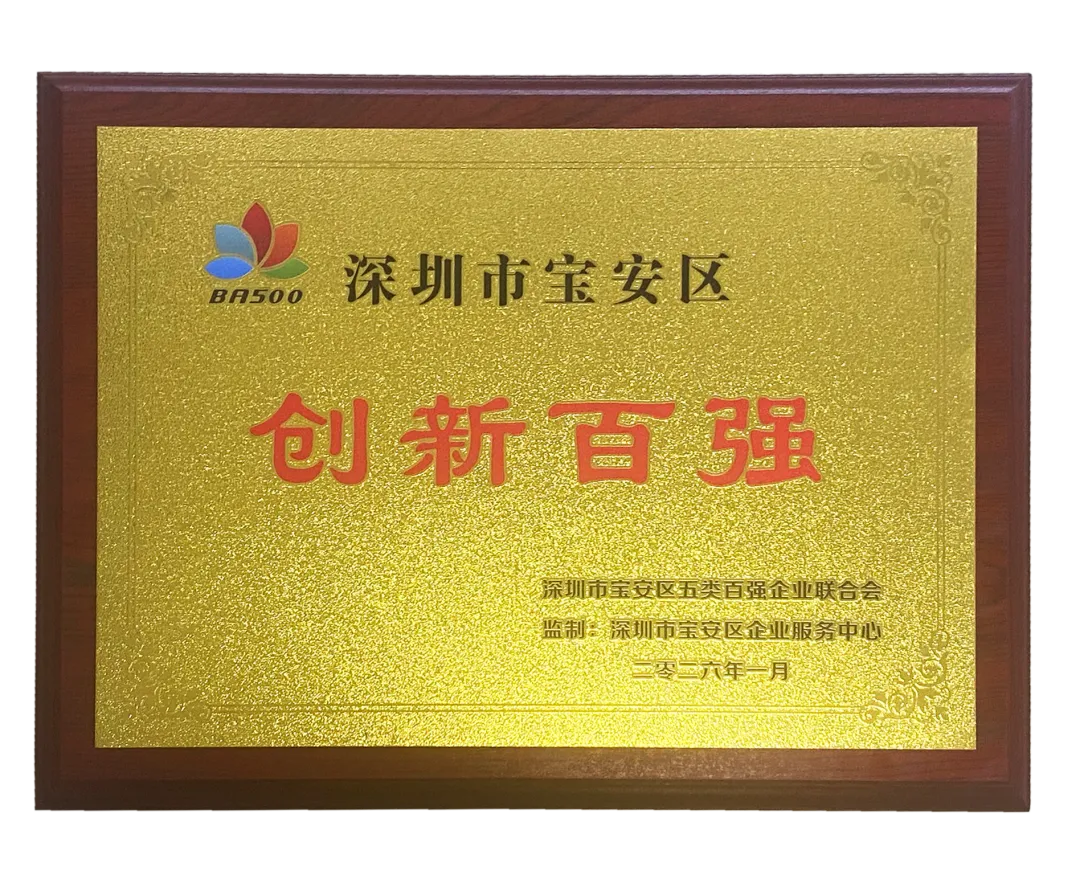 BA500
深圳市宝安区
创新百强
深圳市宝安区五类百强企业联合会
监制：深圳市宝安区企业服务中心
二零二六年一月